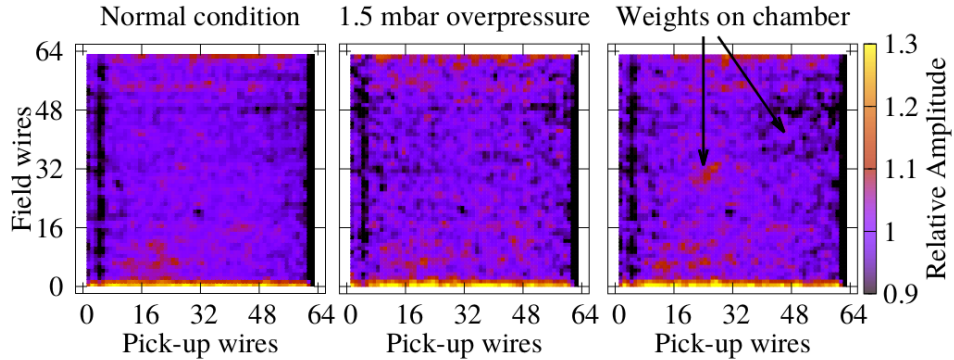 Normal condition
1.5 mbar overpressure
Weights on chamber
Field wires
64
48
32
16
0
0 16 32 48 64
Pick-up wires
0 16 32 48 64
Pick-up wires
0 16 32 48 64
Pick-up wires
1.3
1.2
1.1
1
0.9
Relative Amplitude